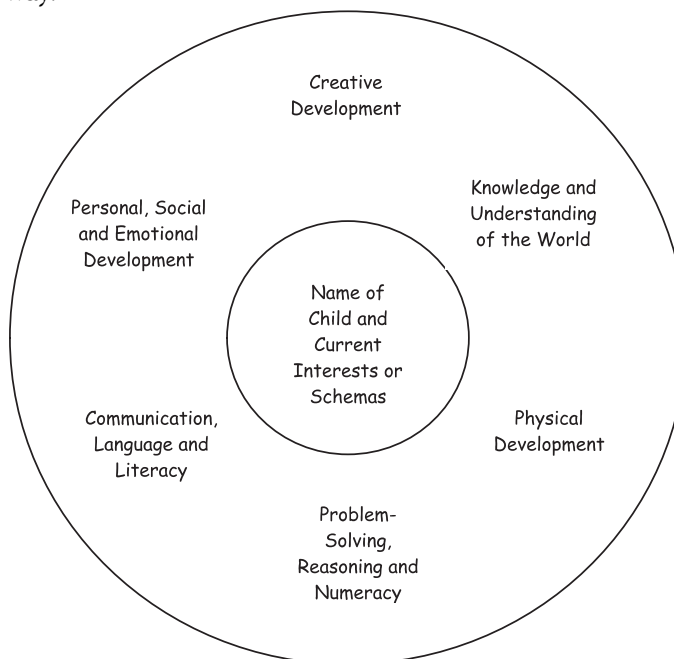 Creative
Development
Knowledge and
Understanding
of the World
Personal, Social
and Emotional
Development
Name of
Child and
Current
Interests or
Schemas
Communication,
Language and
Literacy
Physical
Development
Problem-
Solving,
Reasoning and
Numeracy